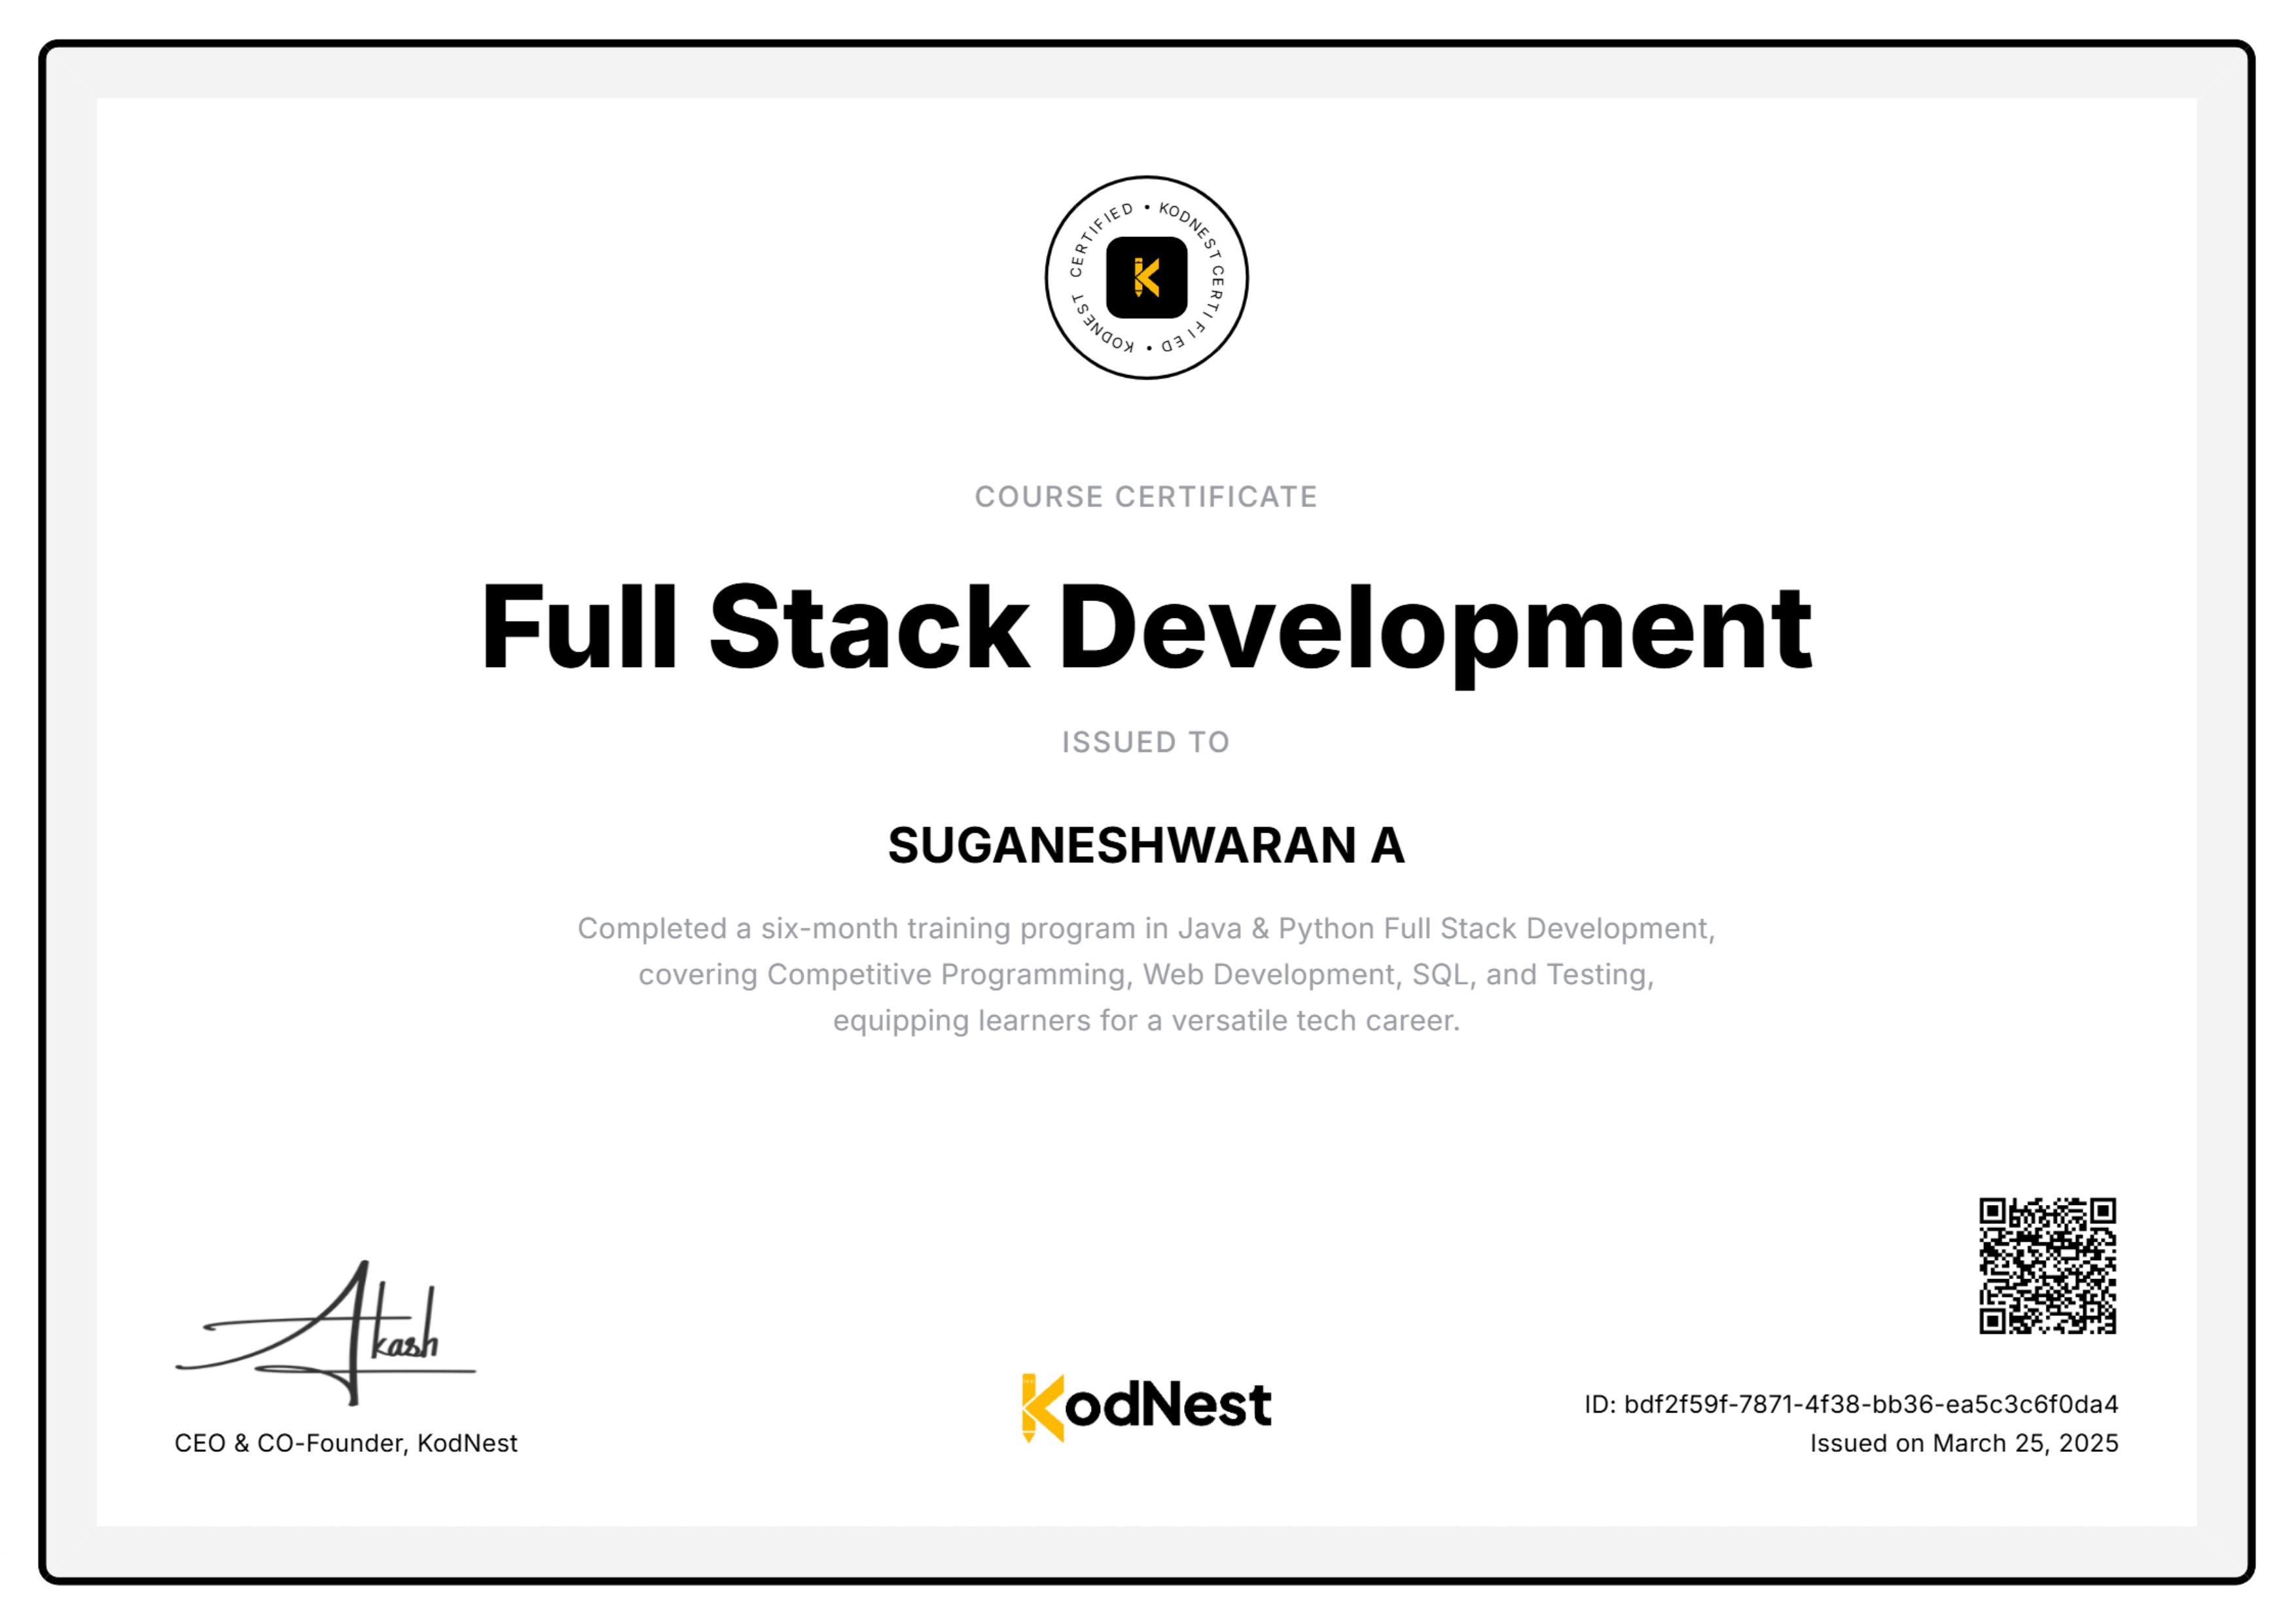 KODNEST CERTIFIED • KODNEST CERTIFIED •
K
COURSE CERTIFICATE
Full Stack Development
ISSUED TO
SUGANESHWARAN A
Completed a six-month training program in Java & Python Full Stack Development,
covering Competitive Programming, Web Development, SQL, and Testing,
equipping learners for a versatile tech career.
Akash
CEO & CO-Founder, KodNest
KodNest
ID: bdf2f59f-7871-4f38-bb36-ea5c3c6f0da4
Issued on March 25, 2025